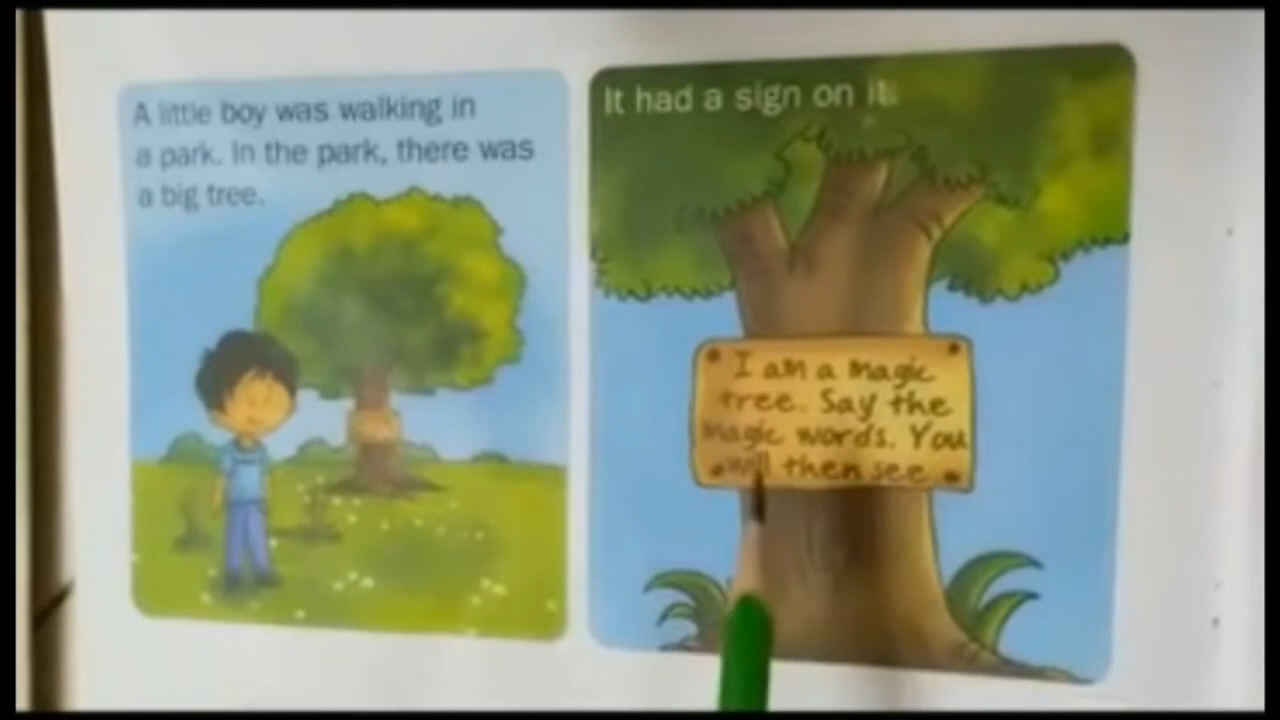 A little boy was walking in
a park. In the park, there was
a big tree.
It had a sign on it.
I am a magic
tree. Say the
magic words. You
will then see